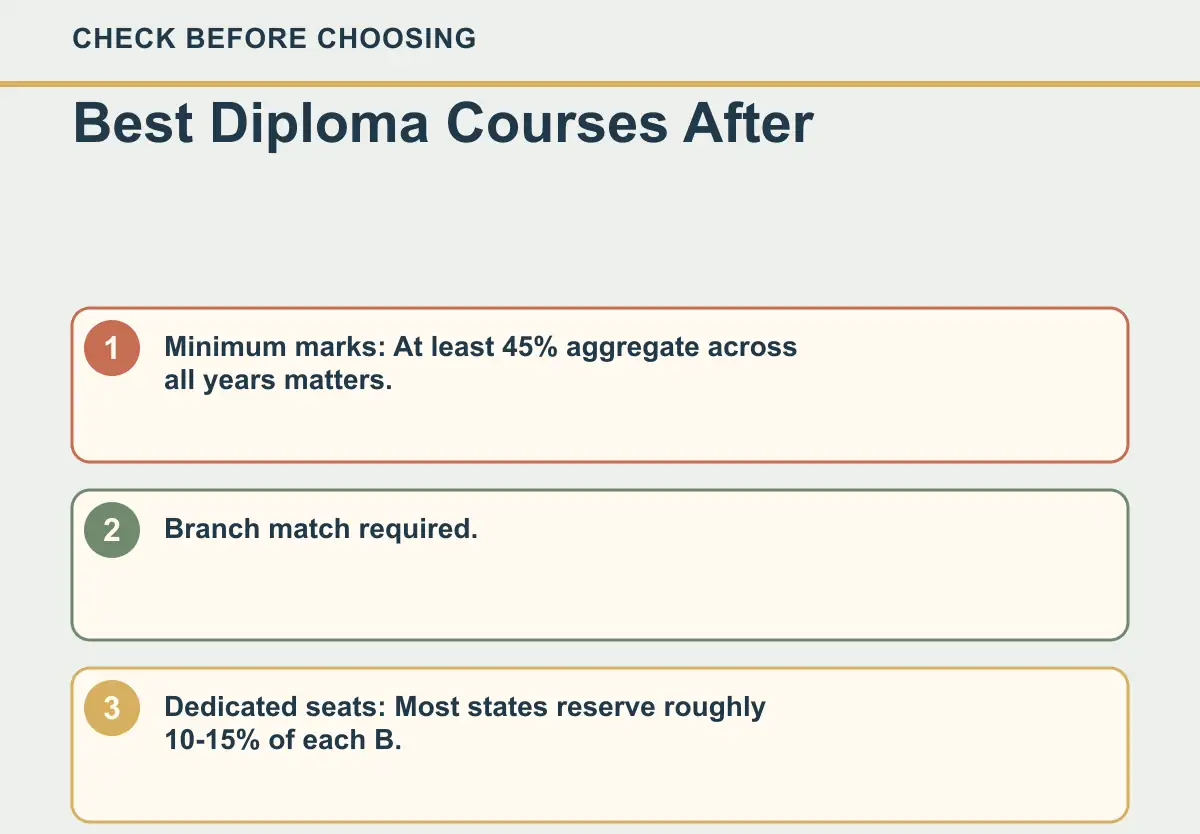 CHECK BEFORE CHOOSING
Best Diploma Courses After
1
Minimum marks: At least 45% aggregate across
all years matters.
2
Branch match required.
3
Dedicated seats: Most states reserve roughly
10-15% of each B.